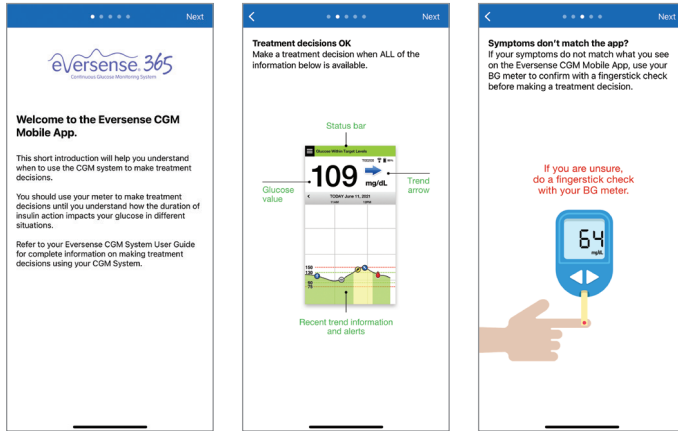 Next
eversense 365
Continuous Glucose Monitoring System
Welcome to the Eversense CGM
Mobile App.
This short introduction will help you understand
when to use the CGM system to make treatment
decisions.
You should use your meter to make treatment
decisions until you understand how the duration of
insulin action impacts your glucose in different
situations.
Refer to your Eversense CGM System User Guide
for complete information on making treatment
decisions using your CGM System.
Next
Treatment decisions OK
Make a treatment decision when ALL of the
information below is available.
Status bar
Glucose Within Target Levels
109
mg/dL
Glucose
value
Trend
arrow
TODAY June 11, 2021
Recent trend information
and alerts
Next
Symptoms don't match the app?
If your symptoms do not match what you see
on the Eversense CGM Mobile App, use your
BG meter to confirm with a fingerstick check
before making a treatment decision.
If you are unsure,
do a fingerstick check
with your BG meter.
64
mg/dL